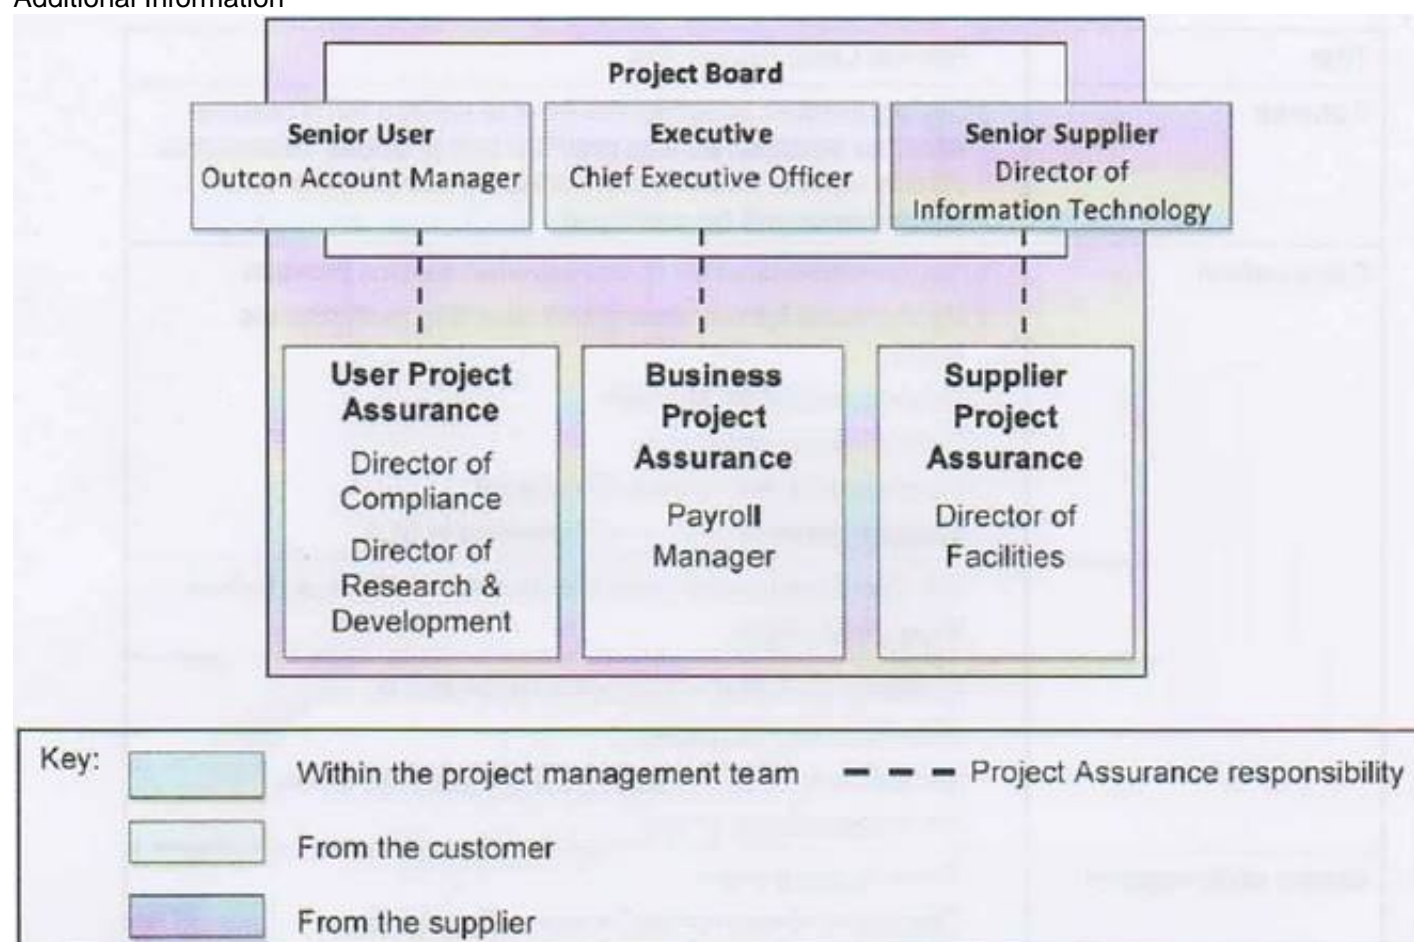 Additional Information
Project Board
Senior User
Outcon Account Manager
Executive
Chief Executive Officer
Senior Supplier
Director of
Information Technology
User Project
Assurance
Director of
Compliance
Director of
Research &
Development
Business
Project
Assurance
Payroll
Manager
Supplier
Project
Assurance
Director of
Facilities
Key:
Within the project management team
Project Assurance responsibility
From the customer
From the supplier